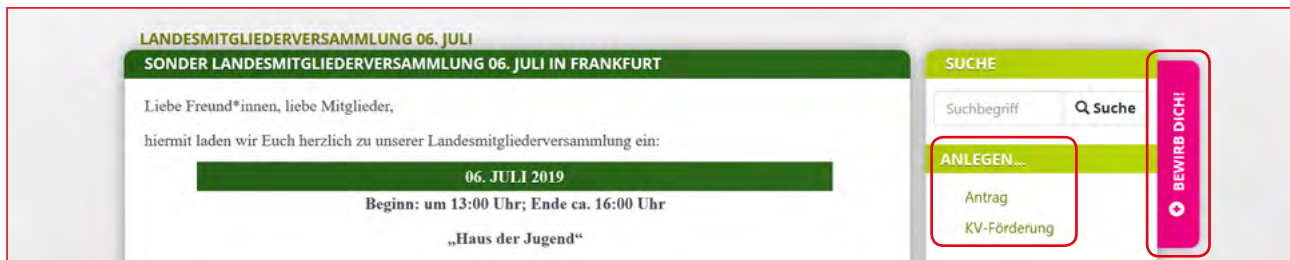 LANDESMITGLIEDERVERSAMMLUNG 06. JULI
SONDER LANDESMITGLIEDERVERSAMMLUNG 06. JULI IN FRANKFURT
Liebe Freund*innen, liebe Mitglieder,
hiermit laden wir Euch herzlich zu unserer Landesmitgliederversammlung ein:
06. JULI 2019
Beginn: um 13:00 Uhr; Ende ca. 16:00 Uhr
„Haus der Jugend“
SUCHE
Suchbegriff Suche
ANLEGEN...
Antrag
KV-Förderung
BEWIRB DICH!